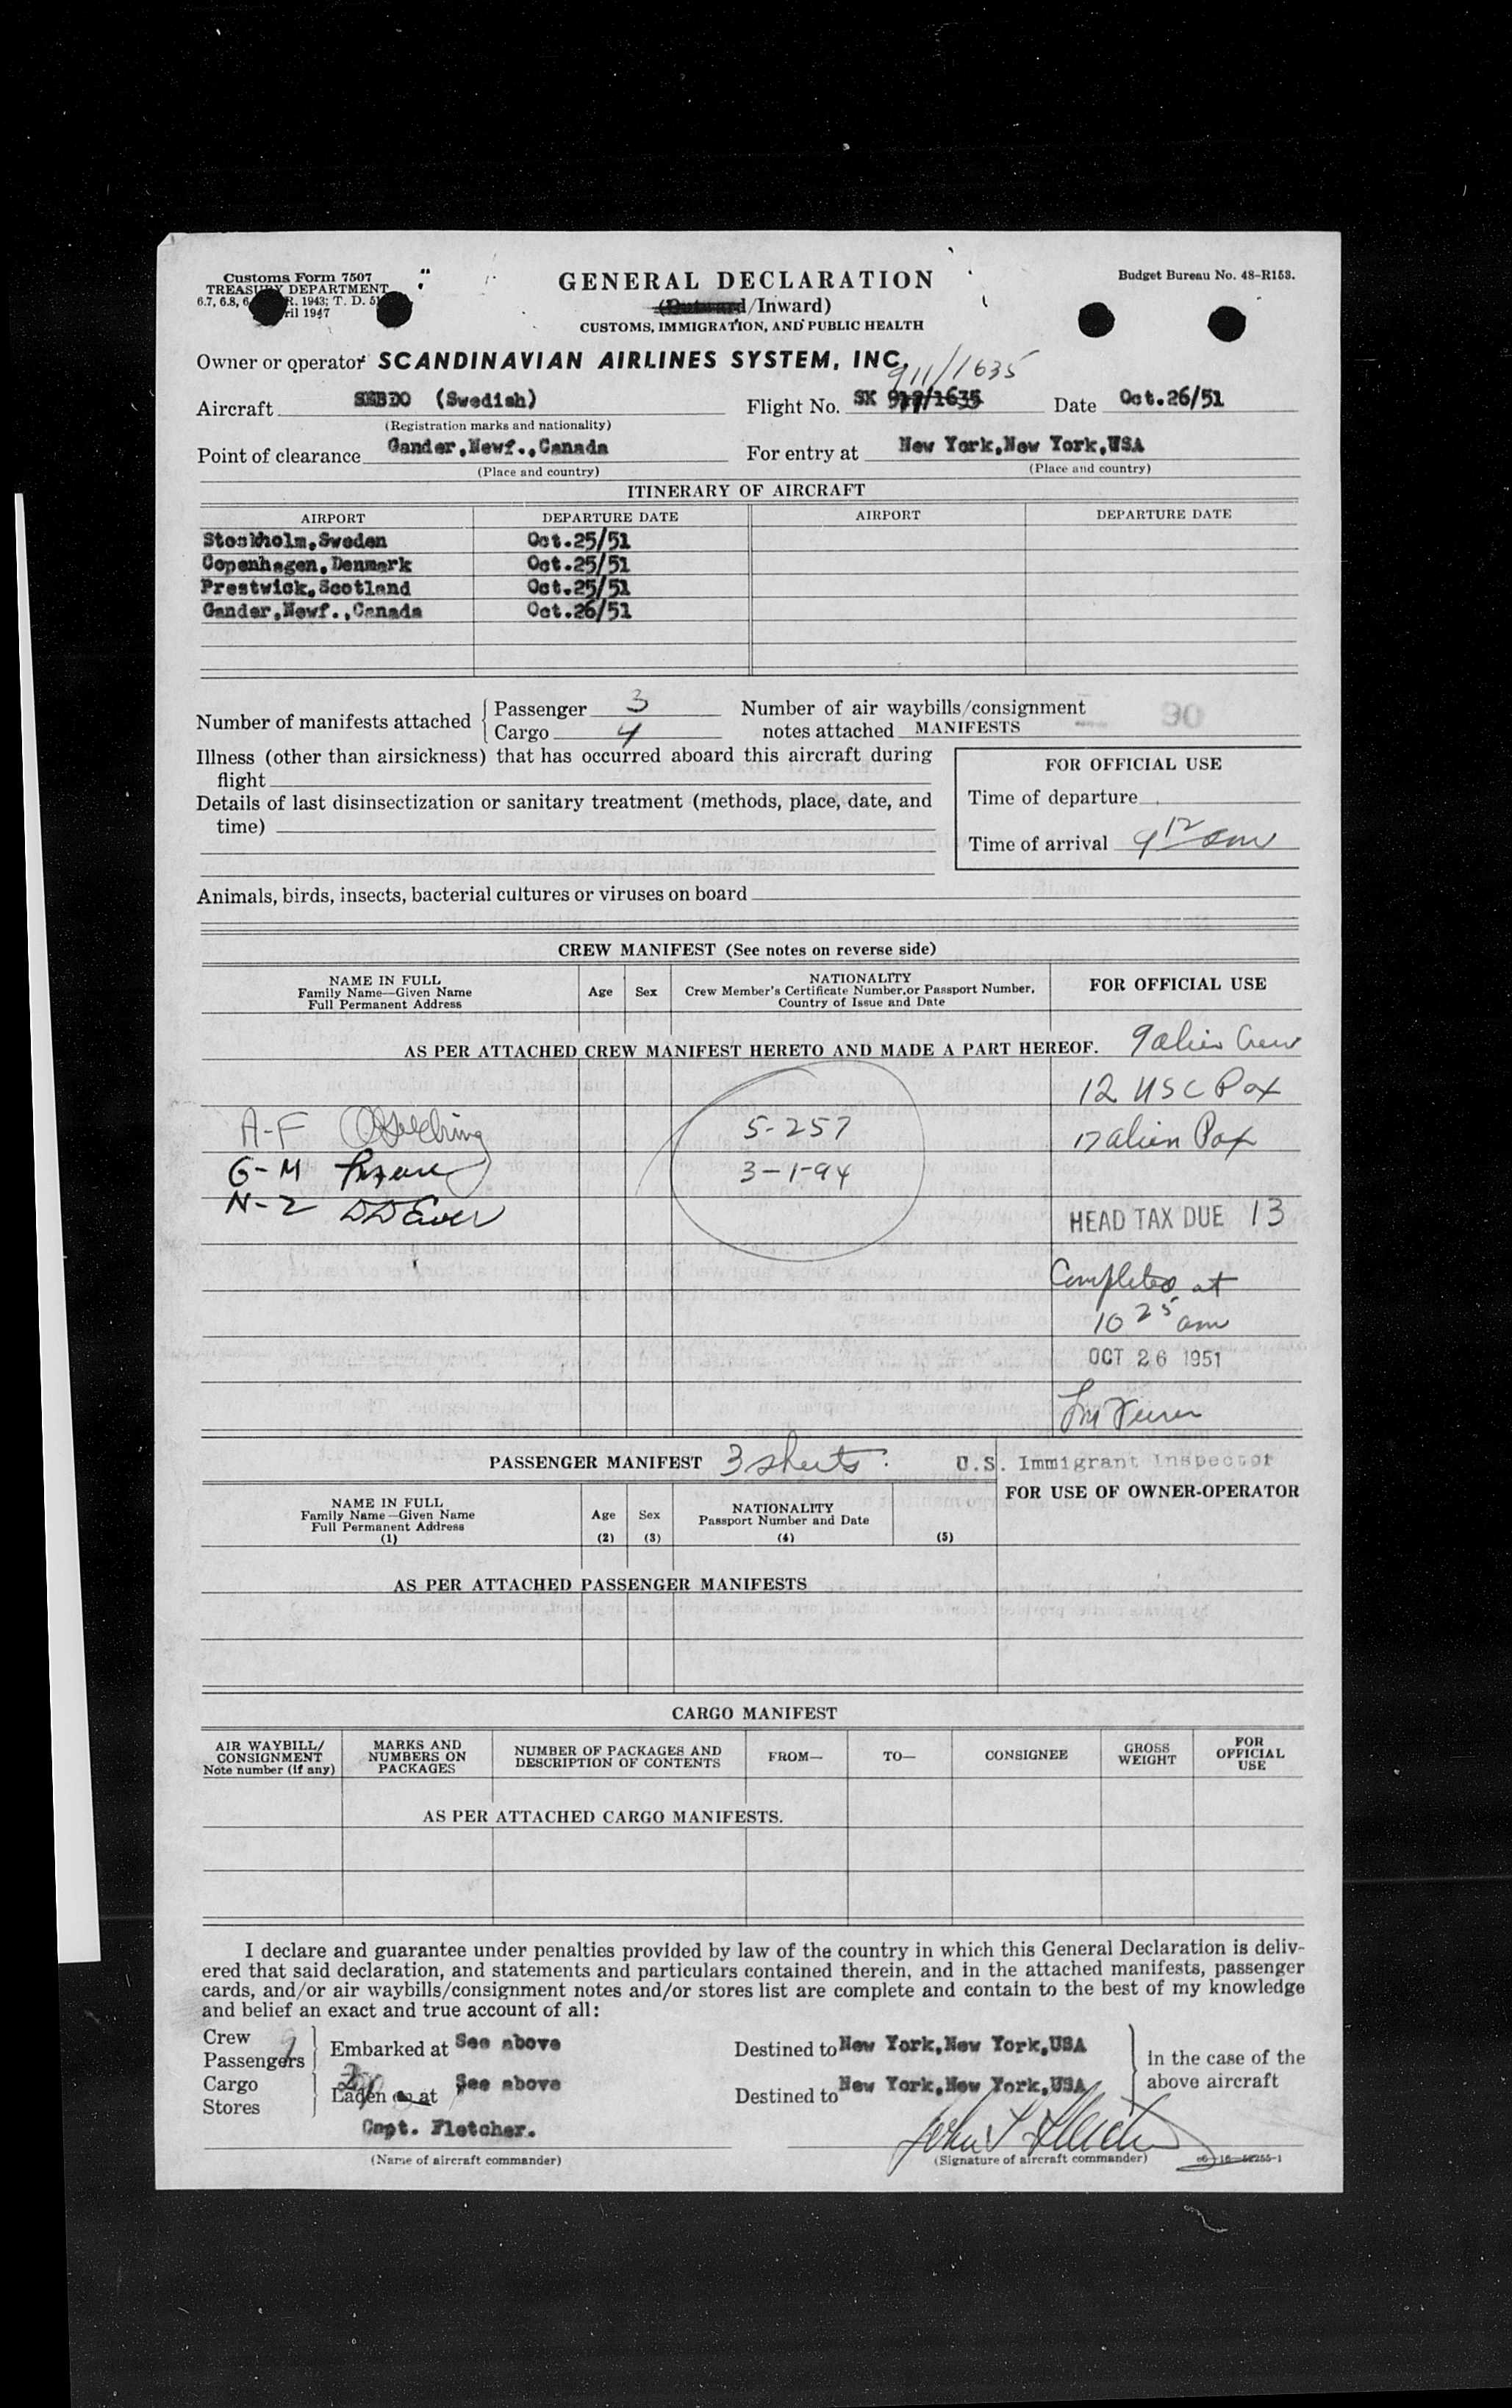 Customs Form 7507
TREASURY DEPARTMENT
6.7, 6.8, 6. R. 1943; T. D. 51
ril 1947
GENERAL DECLARATION
(Outward/Inward)
CUSTOMS, IMMIGRATION, AND PUBLIC HEALTH
Budget Bureau No. 48-R153.
Owner or operator SCANDINAVIAN AIRLINES SYSTEM, INC.
911/1635
Aircraft (Swedish) Flight No. SK Date Oct.26/51
(Registration marks and nationality)
Point of clearance Gander,Newf.,Canada For entry at New York,New York,USA
(Place and country) (Place and country)
ITINERARY OF AIRCRAFT
AIRPORT DEPARTURE DATE AIRPORT DEPARTURE DATE
Stockholm,Sweden Oct.25/51
Copenhagen,Denmark Oct.25/51
Prestwick,Scotland Oct.25/51
Gander,Newf.,Canada Oct.26/51
Number of manifests attached { Passenger 3
Cargo 4
Number of air waybills/consignment
notes attached MANIFESTS 30
Illness (other than airsickness) that has occurred aboard this aircraft during
flight
Details of last disinsectization or sanitary treatment (methods, place, date, and
time)
FOR OFFICIAL USE
Time of departure
Time of arrival 9 12 am
Animals, birds, insects, bacterial cultures or viruses on board
CREW MANIFEST (See notes on reverse side)
NAME IN FULL
Family Name—Given Name
Full Permanent Address
Age Sex
NATIONALITY
Crew Member's Certificate Number, or Passport Number,
Country of Issue and Date
FOR OFFICIAL USE
AS PER ATTACHED CREW MANIFEST HERETO AND MADE A PART HEREOF. 9 alien Crew
12 USC Pax
A-F 5-257 17 alien Pax
G-M 3-1-94
N-Z
HEAD TAX DUE 13
Completed at
10 25 am
OCT 26 1951
PASSENGER MANIFEST 3 sheets U.S. Immigrant Inspector
FOR USE OF OWNER-OPERATOR
NAME IN FULL
Family Name—Given Name
Full Permanent Address
(1)
Age
(2)
Sex
(3)
NATIONALITY
Passport Number and Date
(4)
(5)
AS PER ATTACHED PASSENGER MANIFESTS
CARGO MANIFEST
AIR WAYBILL/
CONSIGNMENT
Note number (if any)
MARKS AND
NUMBERS ON
PACKAGES
NUMBER OF PACKAGES AND
DESCRIPTION OF CONTENTS
FROM—
TO—
CONSIGNEE
GROSS
WEIGHT
FOR
OFFICIAL
USE
AS PER ATTACHED CARGO MANIFESTS.
I declare and guarantee under penalties provided by law of the country in which this General Declaration is deliv-
ered that said declaration, and statements and particulars contained therein, and in the attached manifests, passenger
cards, and/or air waybills/consignment notes and/or stores list are complete and contain to the best of my knowledge
and belief an exact and true account of all:
Crew
Passengers
Embarked at See above Destined to New York,New York,USA
Cargo
Stores
Laden on at See above Destined to New York,New York,USA
in the case of the
above aircraft
Capt. Fletcher.
(Name of aircraft commander) (Signature of aircraft commander)